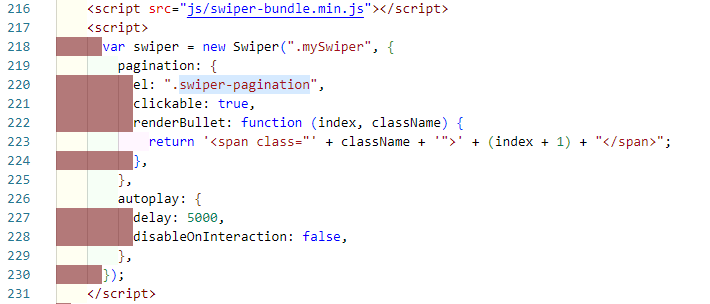 216 <script src="js/swiper-bundle.min.js"></script>
217 <script>
218 var swiper = new Swiper(".mySwiper", {
219 pagination: {
220 el: ".swiper-pagination",
221 clickable: true,
222 renderBullet: function (index, className) {
223 return '<span class="' + className + '">' + (index + 1) + "</span>";
224 },
225 },
226 autoplay: {
227 delay: 5000,
228 disableOnInteraction: false,
229 },
230 });
231 </script>